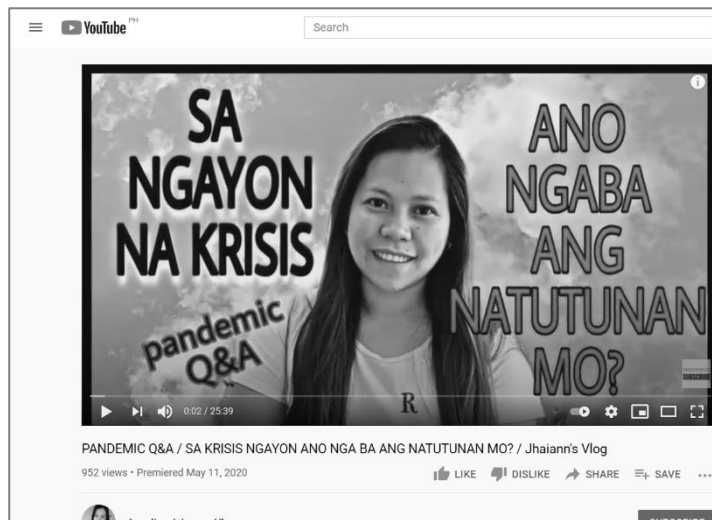 YouTube PH
Search
SA
NGAYON
NA KRISIS
pandemic
Q&A
ANO
NGABA
ANG
NATUTUNAN
MO?
R
0:02 / 25:39
PANDEMIC Q&A / SA KRISIS NGAYON ANO NGA BA ANG NATUTUNAN MO? / Jhaiann's Vlog
952 views • Premiered May 11, 2020
LIKE DISLIKE SHARE SAVE